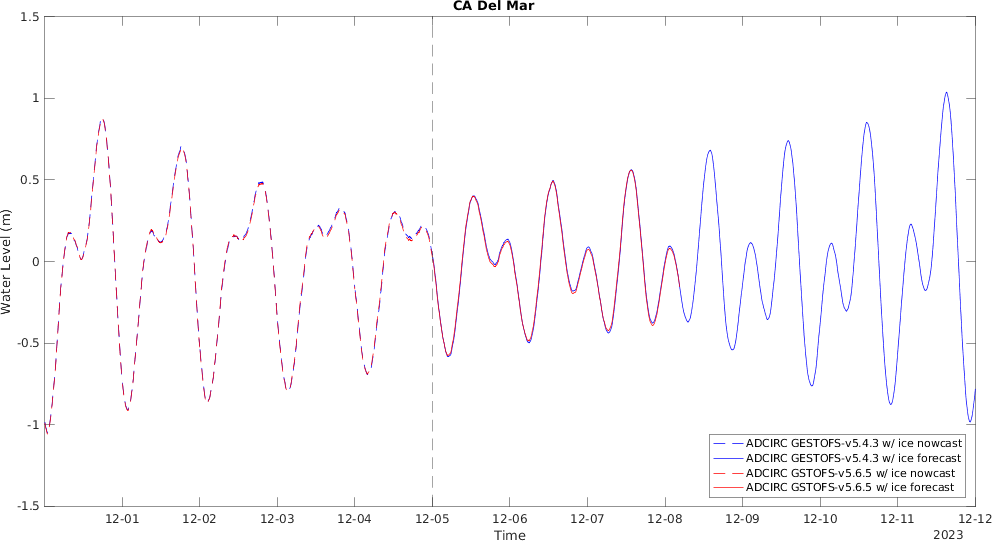 CA Del Mar
1.5
1
0.5
0
-0.5
-1
-1.5
Water Level (m)
12-01 12-02 12-03 12-04 12-05 12-06 12-07 12-08 12-09 12-10 12-11 12-12
Time
2023
ADCIRC GESTOFS-v5.4.3 w/ ice nowcast
ADCIRC GESTOFS-v5.4.3 w/ ice forecast
ADCIRC GSTOFS-v5.6.5 w/ ice nowcast
ADCIRC GSTOFS-v5.6.5 w/ ice forecast